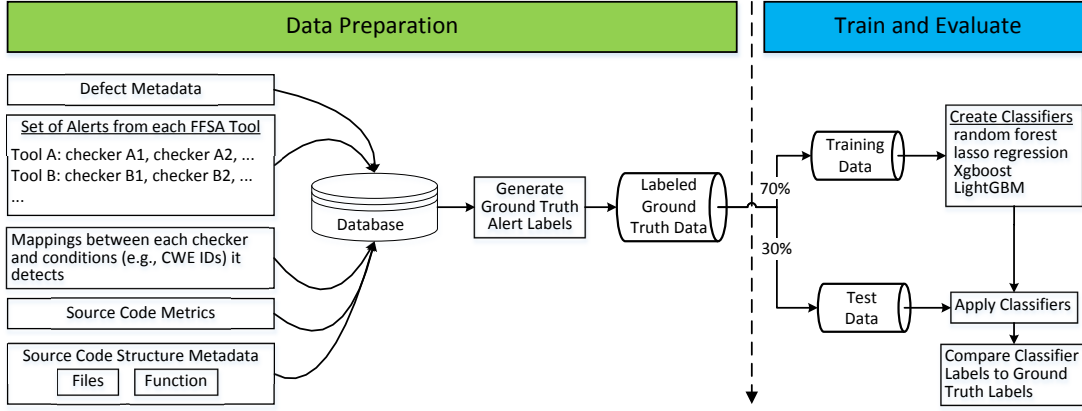 Data Preparation
Train and Evaluate
Defect Metadata
Set of Alerts from each FFSA Tool
Tool A: checker A1, checker A2, ...
Tool B: checker B1, checker B2, ...
...
Mappings between each checker
and conditions (e.g., CWE IDs) it
detects
Source Code Metrics
Source Code Structure Metadata
Files
Function
Database
Generate
Ground Truth
Alert Labels
Labeled
Ground
Truth Data
70%
30%
Training
Data
Test
Data
Create Classifiers
random forest
lasso regression
Xgboost
LightGBM
Apply Classifiers
Compare Classifier
Labels to Ground
Truth Labels